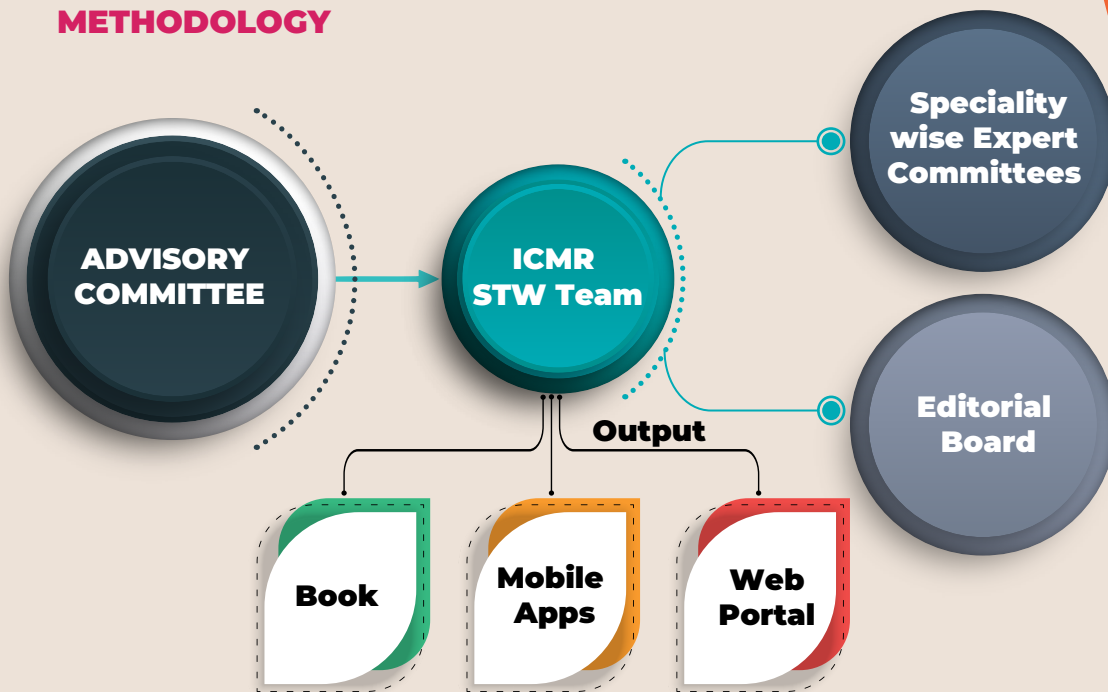 METHODOLOGY
ADVISORY
COMMITTEE
ICMR
STW Team
Speciality
wise Expert
Committees
Editorial
Board
Output
Book
Mobile
Apps
Web
Portal